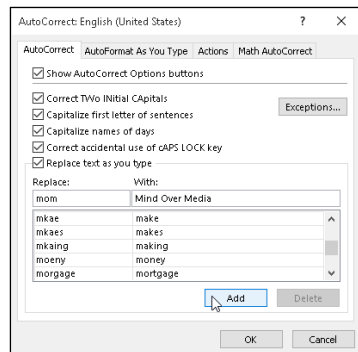 AutoCorrect: English (United States) ? ×
AutoCorrect AutoFormat As You Type Actions Math AutoCorrect
Show AutoCorrect Options buttons
Correct TWo INitial CApitals
Exceptions...
Capitalize first letter of sentences
Capitalize names of days
Correct accidental use of cAPS LOCK key
Replace text as you type
Replace: With:
mom Mind Over Media
mkae make
mkaes makes
mkaing making
moeny money
morgage mortgage
Add Delete
OK Cancel